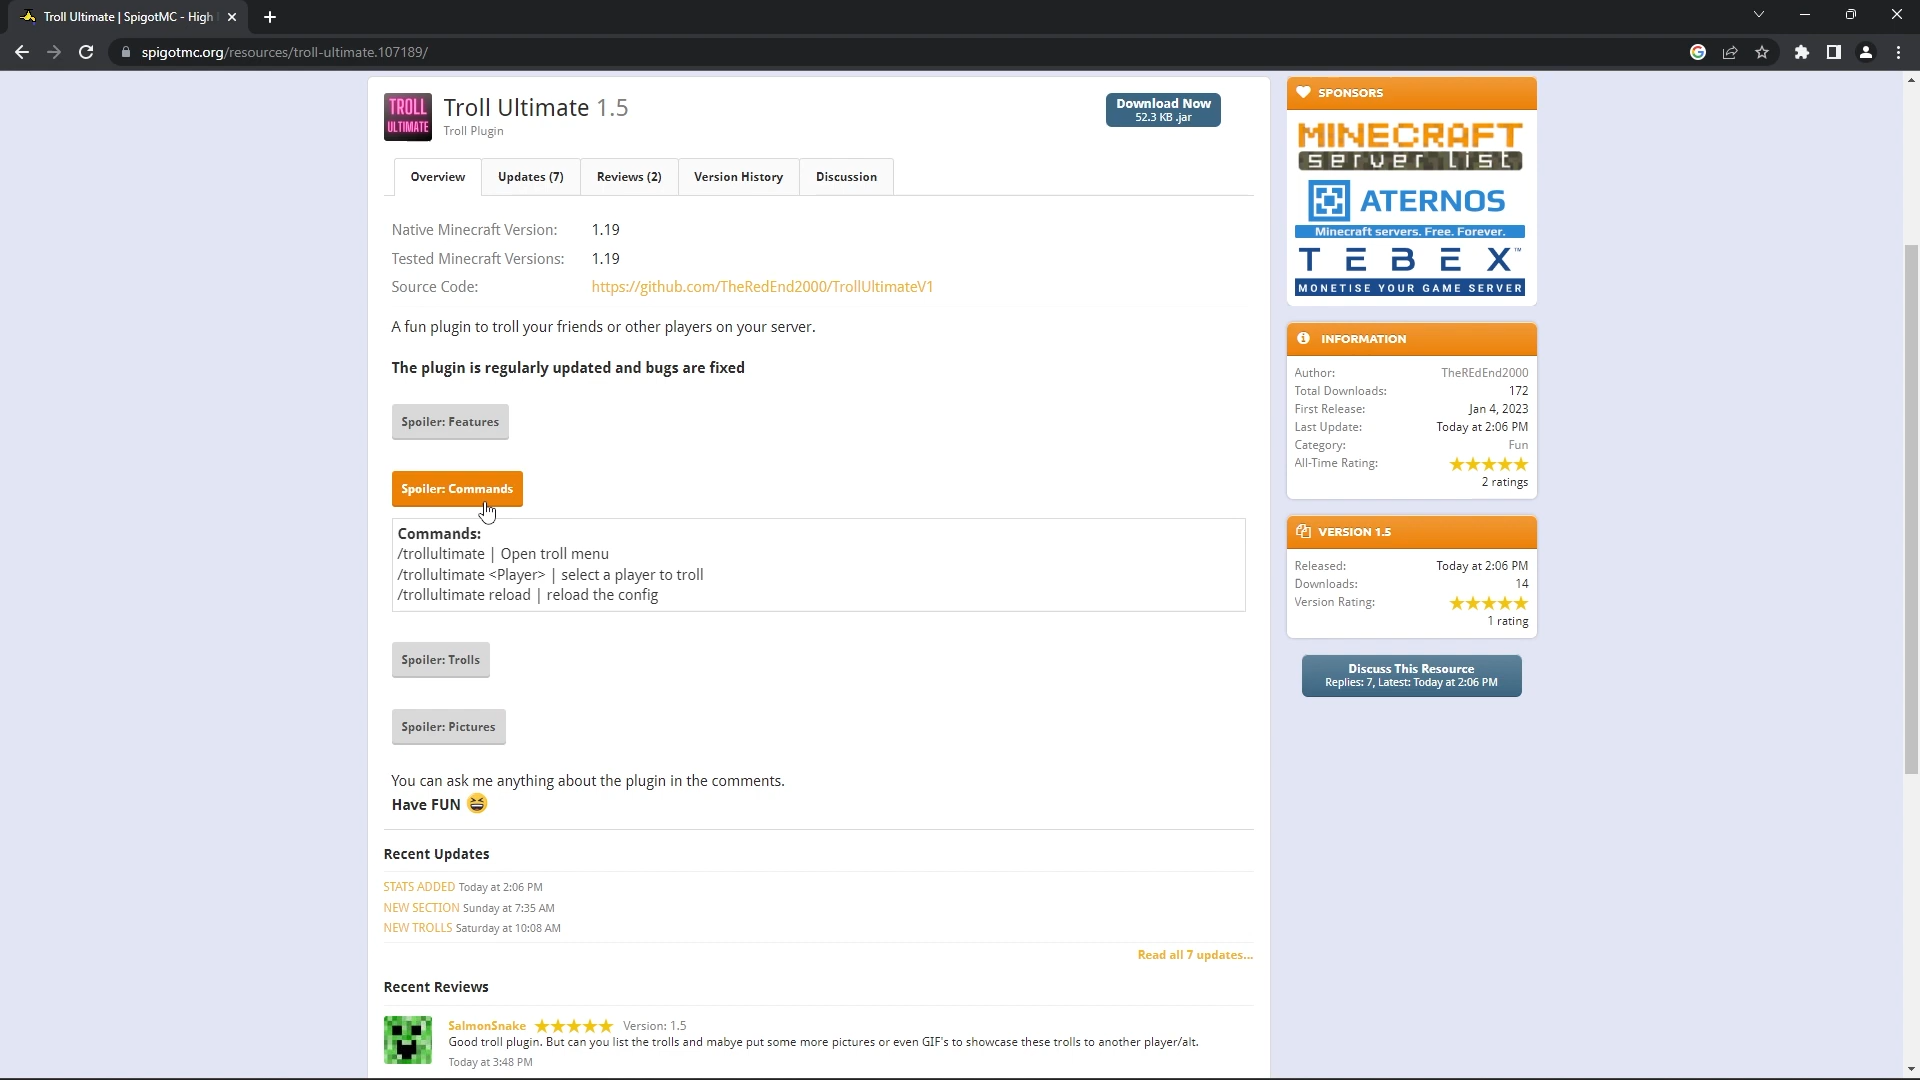 Troll Ultimate | SpigotMC - High
spigotmc.org/resources/troll-ultimate.107189/
TROLL
ULTIMATE
Troll Ultimate 1.5
Troll Plugin
Download Now
52.3 KB .jar
Overview
Updates (7)
Reviews (2)
Version History
Discussion
Native Minecraft Version: 1.19
Tested Minecraft Versions: 1.19
Source Code: https://github.com/TheRedEnd2000/TrollUltimateV1
A fun plugin to troll your friends or other players on your server.
The plugin is regularly updated and bugs are fixed
Spoiler: Features
Spoiler: Commands
Commands:
/trollultimate | Open troll menu
/trollultimate <Player> | select a player to troll
/trollultimate reload | reload the config
Spoiler: Trolls
Spoiler: Pictures
You can ask me anything about the plugin in the comments.
Have FUN 😆
Recent Updates
STATS ADDED Today at 2:06 PM
NEW SECTION Sunday at 7:35 AM
NEW TROLLS Saturday at 10:08 AM
Read all 7 updates...
Recent Reviews
SalmonSnake ★★★★★ Version: 1.5
Good troll plugin. But can you list the trolls and mabye put some more pictures or even GIF's to showcase these trolls to another player/alt.
Today at 3:48 PM
SPONSORS
MINECRAFT
server list
ATERNOS
Minecraft servers. Free. Forever.
TEBEX™
MONETISE YOUR GAME SERVER
INFORMATION
Author: TheREdEnd2000
Total Downloads: 172
First Release: Jan 4, 2023
Last Update: Today at 2:06 PM
Category: Fun
All-Time Rating: ★★★★★
2 ratings
VERSION 1.5
Released: Today at 2:06 PM
Downloads: 14
Version Rating: ★★★★★
1 rating
Discuss This Resource
Replies: 7, Latest: Today at 2:06 PM